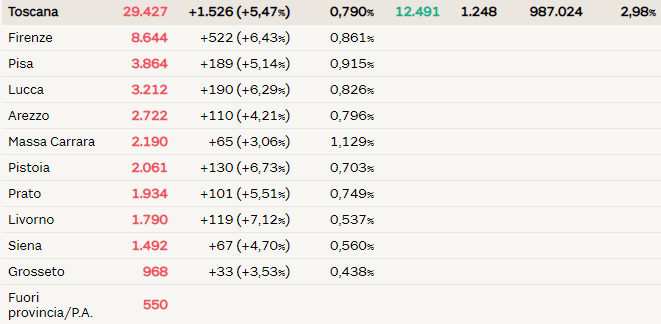 Toscana 29.427 +1.526 (+5,47%) 0,790% 12.491 1.248 987.024 2,98%
Firenze 8.644 +522 (+6,43%) 0,861%
Pisa 3.864 +189 (+5,14%) 0,915%
Lucca 3.212 +190 (+6,29%) 0,826%
Arezzo 2.722 +110 (+4,21%) 0,796%
Massa Carrara 2.190 +65 (+3,06%) 1,129%
Pistoia 2.061 +130 (+6,73%) 0,703%
Prato 1.934 +101 (+5,51%) 0,749%
Livorno 1.790 +119 (+7,12%) 0,537%
Siena 1.492 +67 (+4,70%) 0,560%
Grosseto 968 +33 (+3,53%) 0,438%
Fuori
provincia/P.A. 550